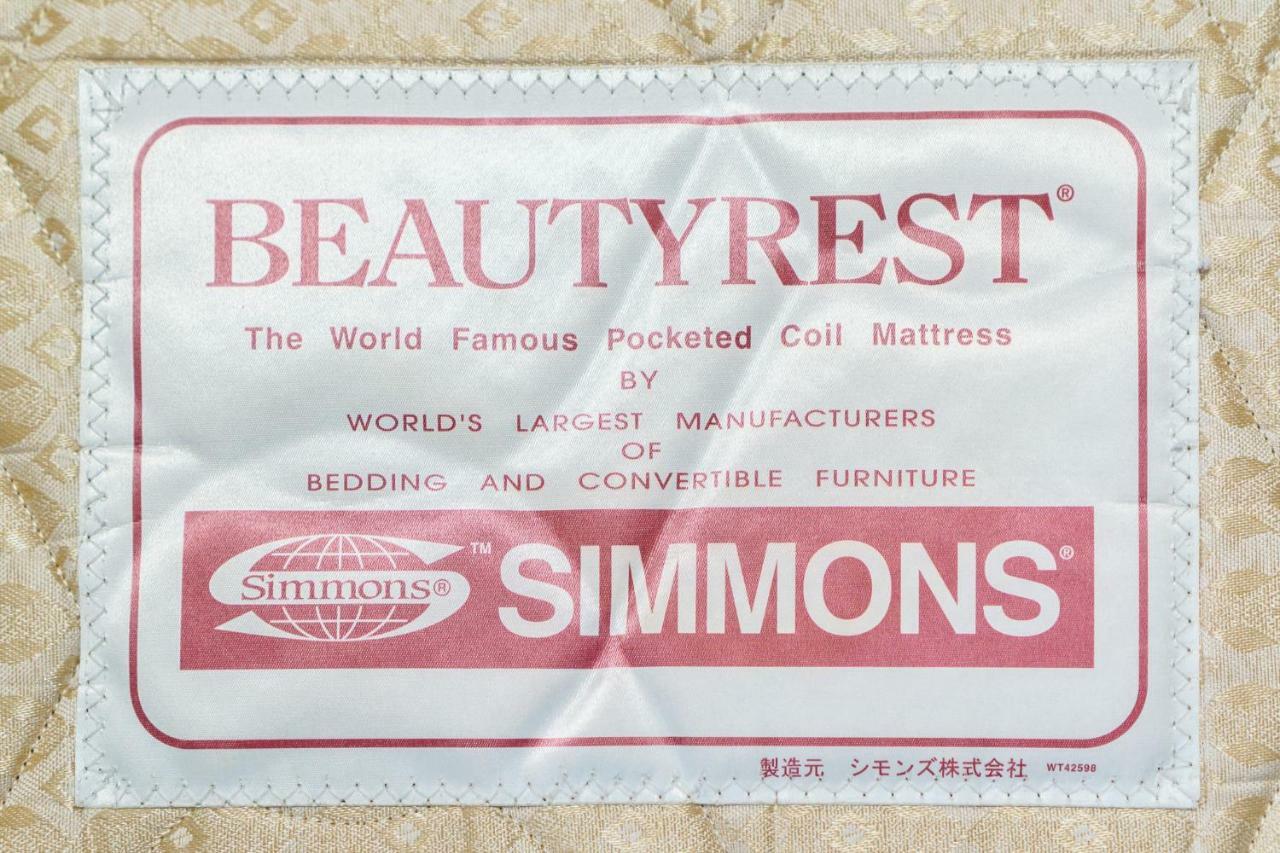 BEAUTYREST®
The World Famous Pocketed Coil Mattress
BY
WORLD'S LARGEST MANUFACTURERS
OF
BEDDING AND CONVERTIBLE FURNITURE
Simmons® ™ SIMMONS®
製造元 シモンズ株式会社 WT42598